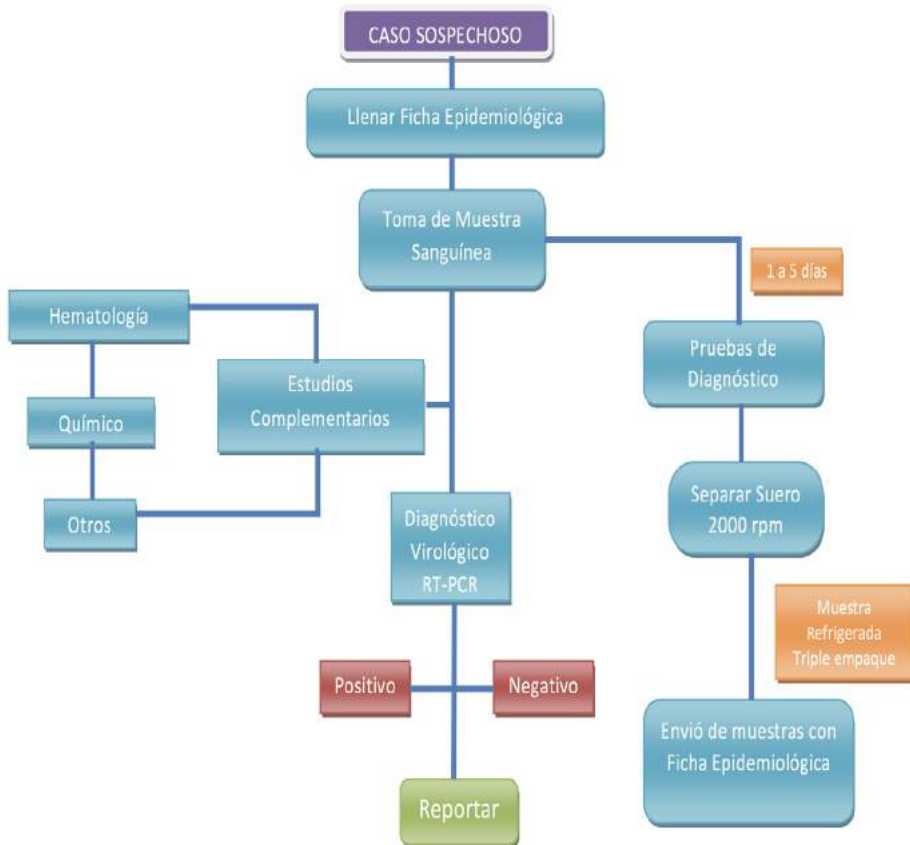 CASO SOSPECHOSO
Llenar Ficha Epidemiológica
Toma de Muestra
Sanguínea
1 a 5 días
Hematología
Pruebas de
Diagnóstico
Estudios
Complementarios
Químico
Separar Suero
2000 rpm
Otros
Diagnóstico
Virológico
RT-PCR
Muestra
Refrigerada
Triple empaque
Positivo
Negativo
Envió de muestras con
Ficha Epidemiológica
Reportar